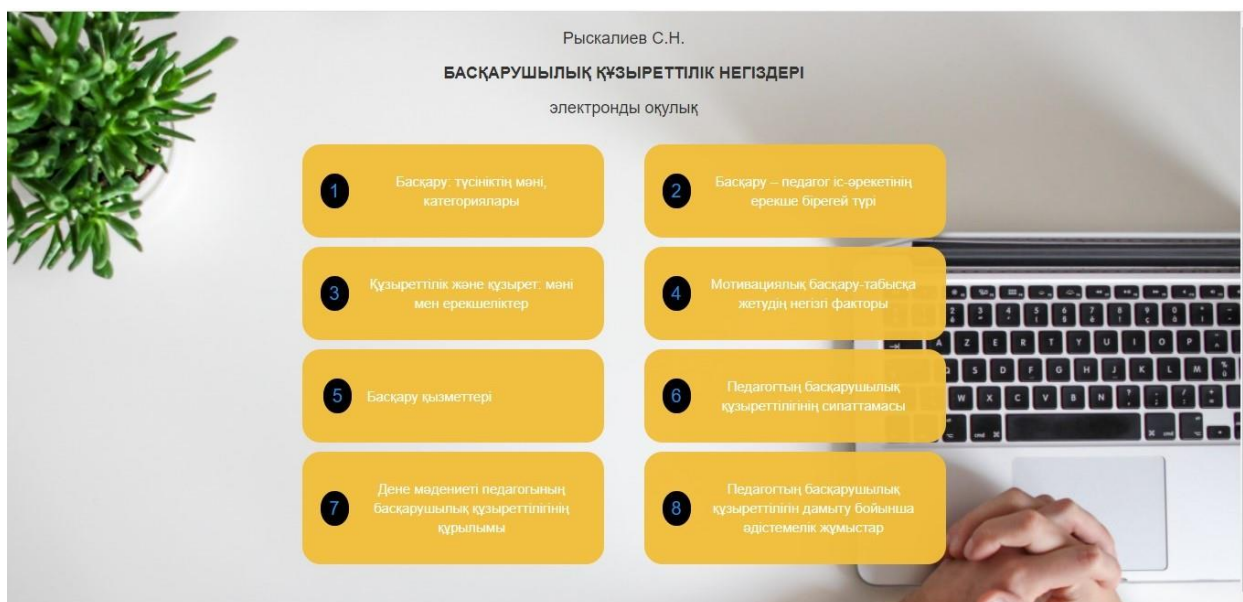 Рыскалиев С.Н.
БАСҚАРУШЫЛЫҚ ҚҰЗЫРЕТТІЛІК НЕГІЗДЕРІ
электронды оқулық
1
Басқару: түсініктің мәні,
категориялары
2
Басқару – педагог іс-әрекетінің
ерекше бірегей түрі
3
Құзыреттілік және құзырет: мәні
мен ерекшеліктер
4
Мотивациялық басқару-табысқа
жетудің негізгі факторы
5
Басқару қызметтері
6
Педагогтың басқарушылық
құзыреттілігінің сипаттамасы
7
Дене мәдениеті педагогының
басқарушылық құзыреттілігінің
құрылымы
8
Педагогтың басқарушылық
құзыреттілігін дамыту бойынша
әдістемелік жұмыстар